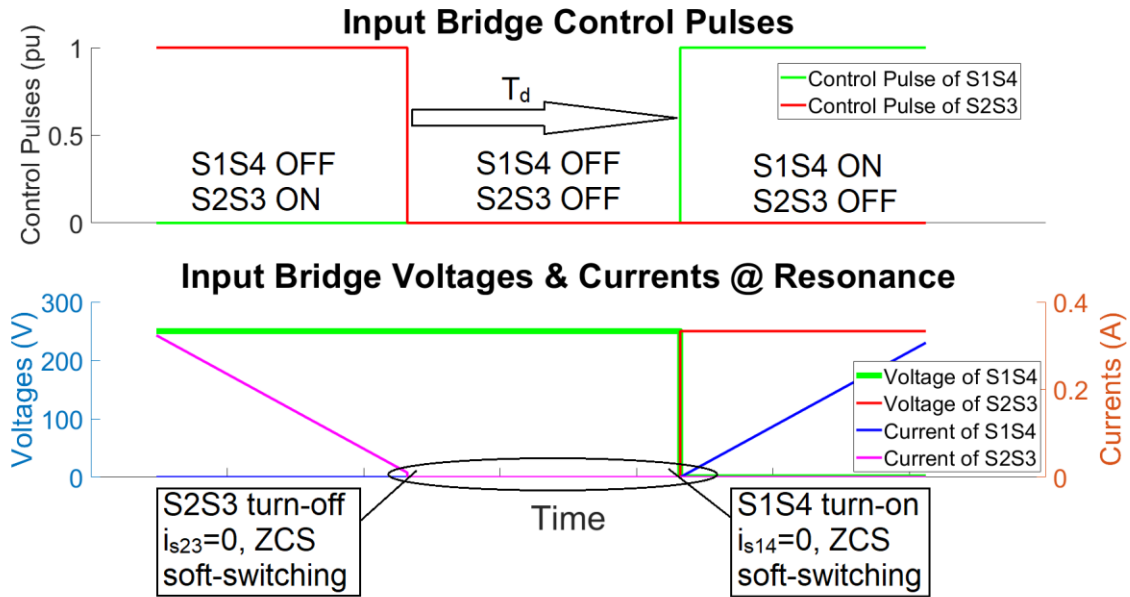 Input Bridge Control Pulses
Control Pulses (pu)
1
0.5
0
Control Pulse of S1S4
Control Pulse of S2S3
Td
S1S4 OFF
S2S3 ON
S1S4 OFF
S2S3 OFF
S1S4 ON
S2S3 OFF
Input Bridge Voltages & Currents @ Resonance
Voltages (V)
300
200
100
0
Currents (A)
0.4
0.2
0
Voltage of S1S4
Voltage of S2S3
Current of S1S4
Current of S2S3
S2S3 turn-off
is23=0, ZCS
soft-switching
Time
S1S4 turn-on
is14=0, ZCS
soft-switching